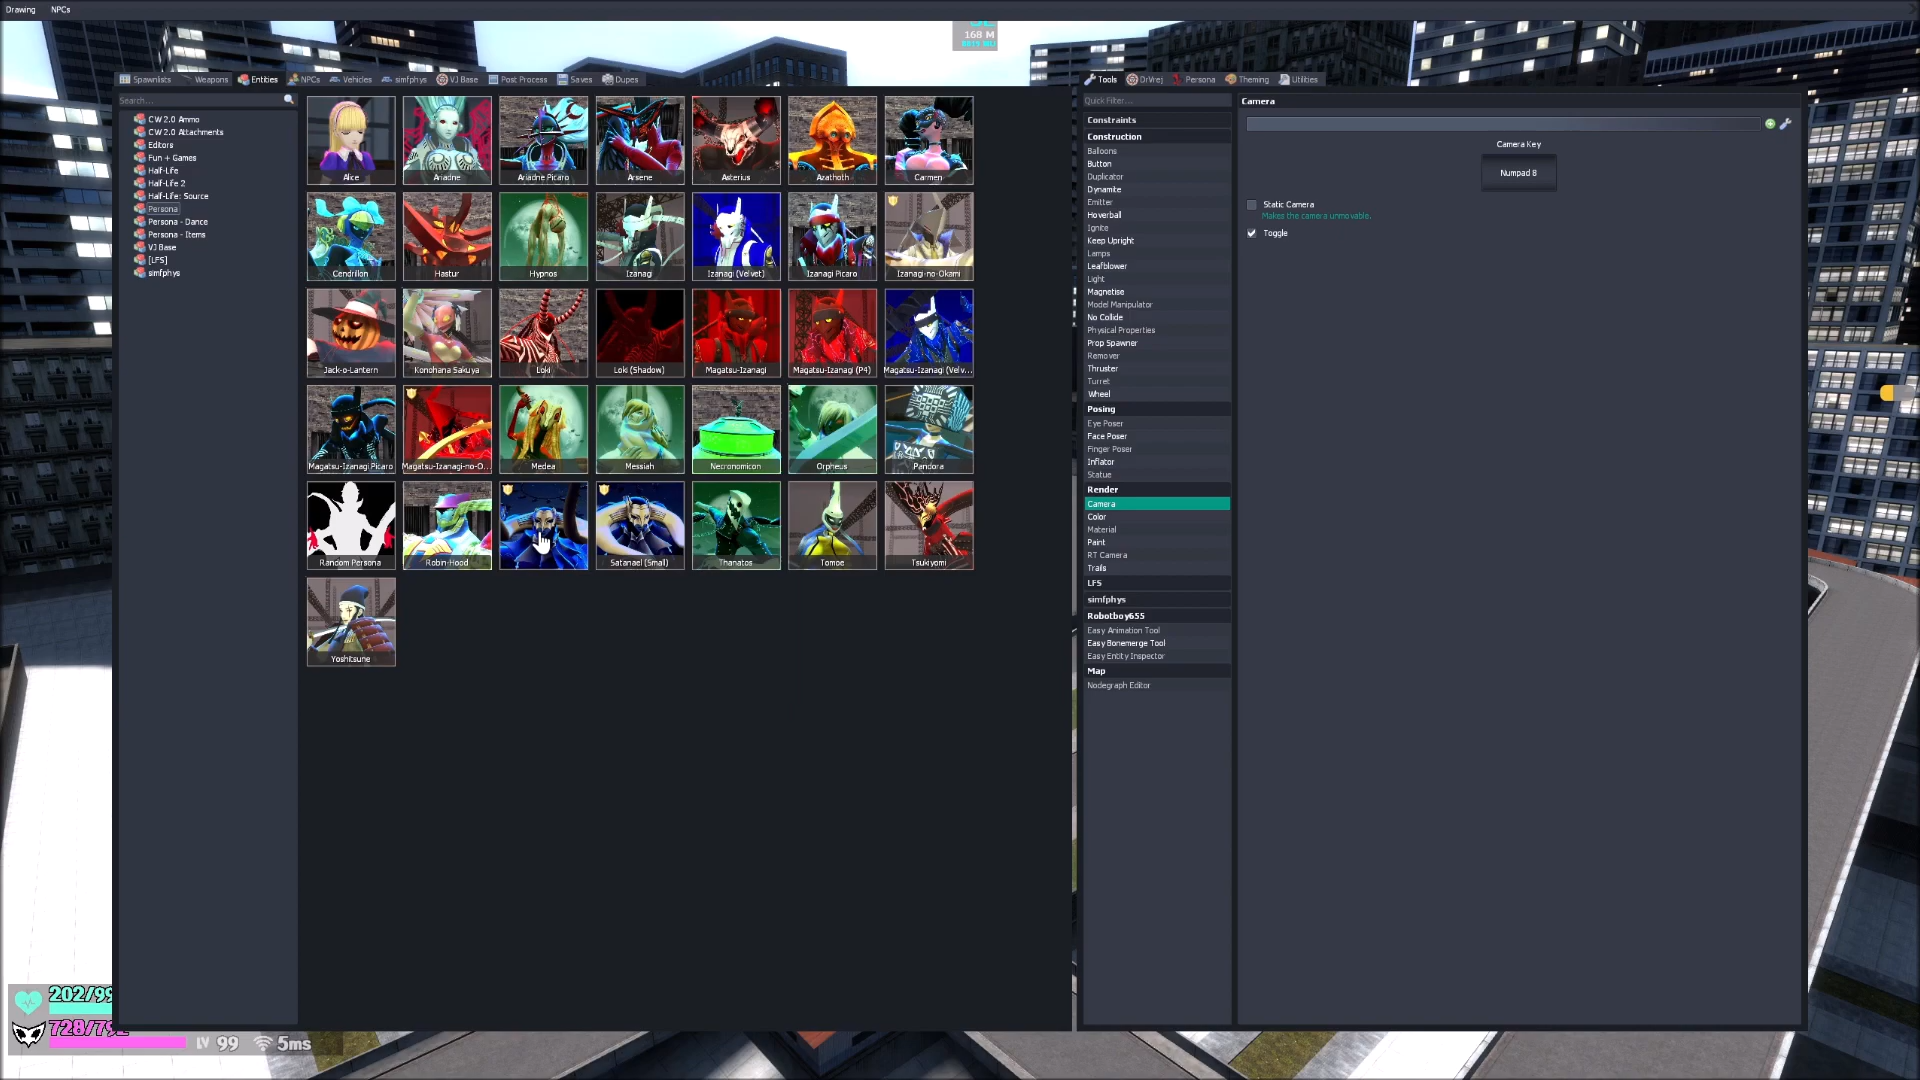 Drawing NPCs
168 M
Spawnlists Weapons Entities NPCs Vehicles simfphys VJ Base Post Process Saves Dupes
Tools DrVrej Persona Theming Utilities
Search...
CW 2.0 Ammo
CW 2.0 Attachments
Editors
Fun + Games
Half-Life
Half-Life 2
Half-Life: Source
Persona
Persona - Dance
Persona - Items
VJ Base
[LFS]
simfphys
Alice Ariadne Ariadne Picaro Arsene Asterius Azathoth Carmen
Cendrillon Hastur Hypnos Izanagi Izanagi (Velvet) Izanagi Picaro Izanagi-no-Okami
Jack-o-Lantern Konohana Sakuya Loki Loki (Shadow) Magatsu-Izanagi Magatsu-Izanagi (P4) Magatsu-Izanagi (Velv...
Magatsu-Izanagi Picaro Magatsu-Izanagi-no-O... Medea Messiah Necronomicon Orpheus Pandora
Random Persona Robin-Hood Satanael (Small) Thanatos Tomoe Tsukiyomi
Yoshitsune
Quick Filter...
Constraints
Construction
Balloons
Button
Duplicator
Dynamite
Emitter
Hoverball
Ignite
Keep Upright
Lamps
Leafblower
Light
Magnetise
Model Manipulator
No Collide
Physical Properties
Prop Spawner
Remover
Thruster
Turret
Wheel
Posing
Eye Poser
Face Poser
Finger Poser
Inflator
Statue
Render
Camera
Color
Material
Paint
RT Camera
Trails
LFS
simfphys
Robotboy655
Easy Animation Tool
Easy Bonemerge Tool
Easy Entity Inspector
Map
Nodegraph Editor
Camera
Camera Key
Numpad 8
Static Camera
Makes the camera unmovable.
Toggle
202/99
728/792
LV 99 5ms